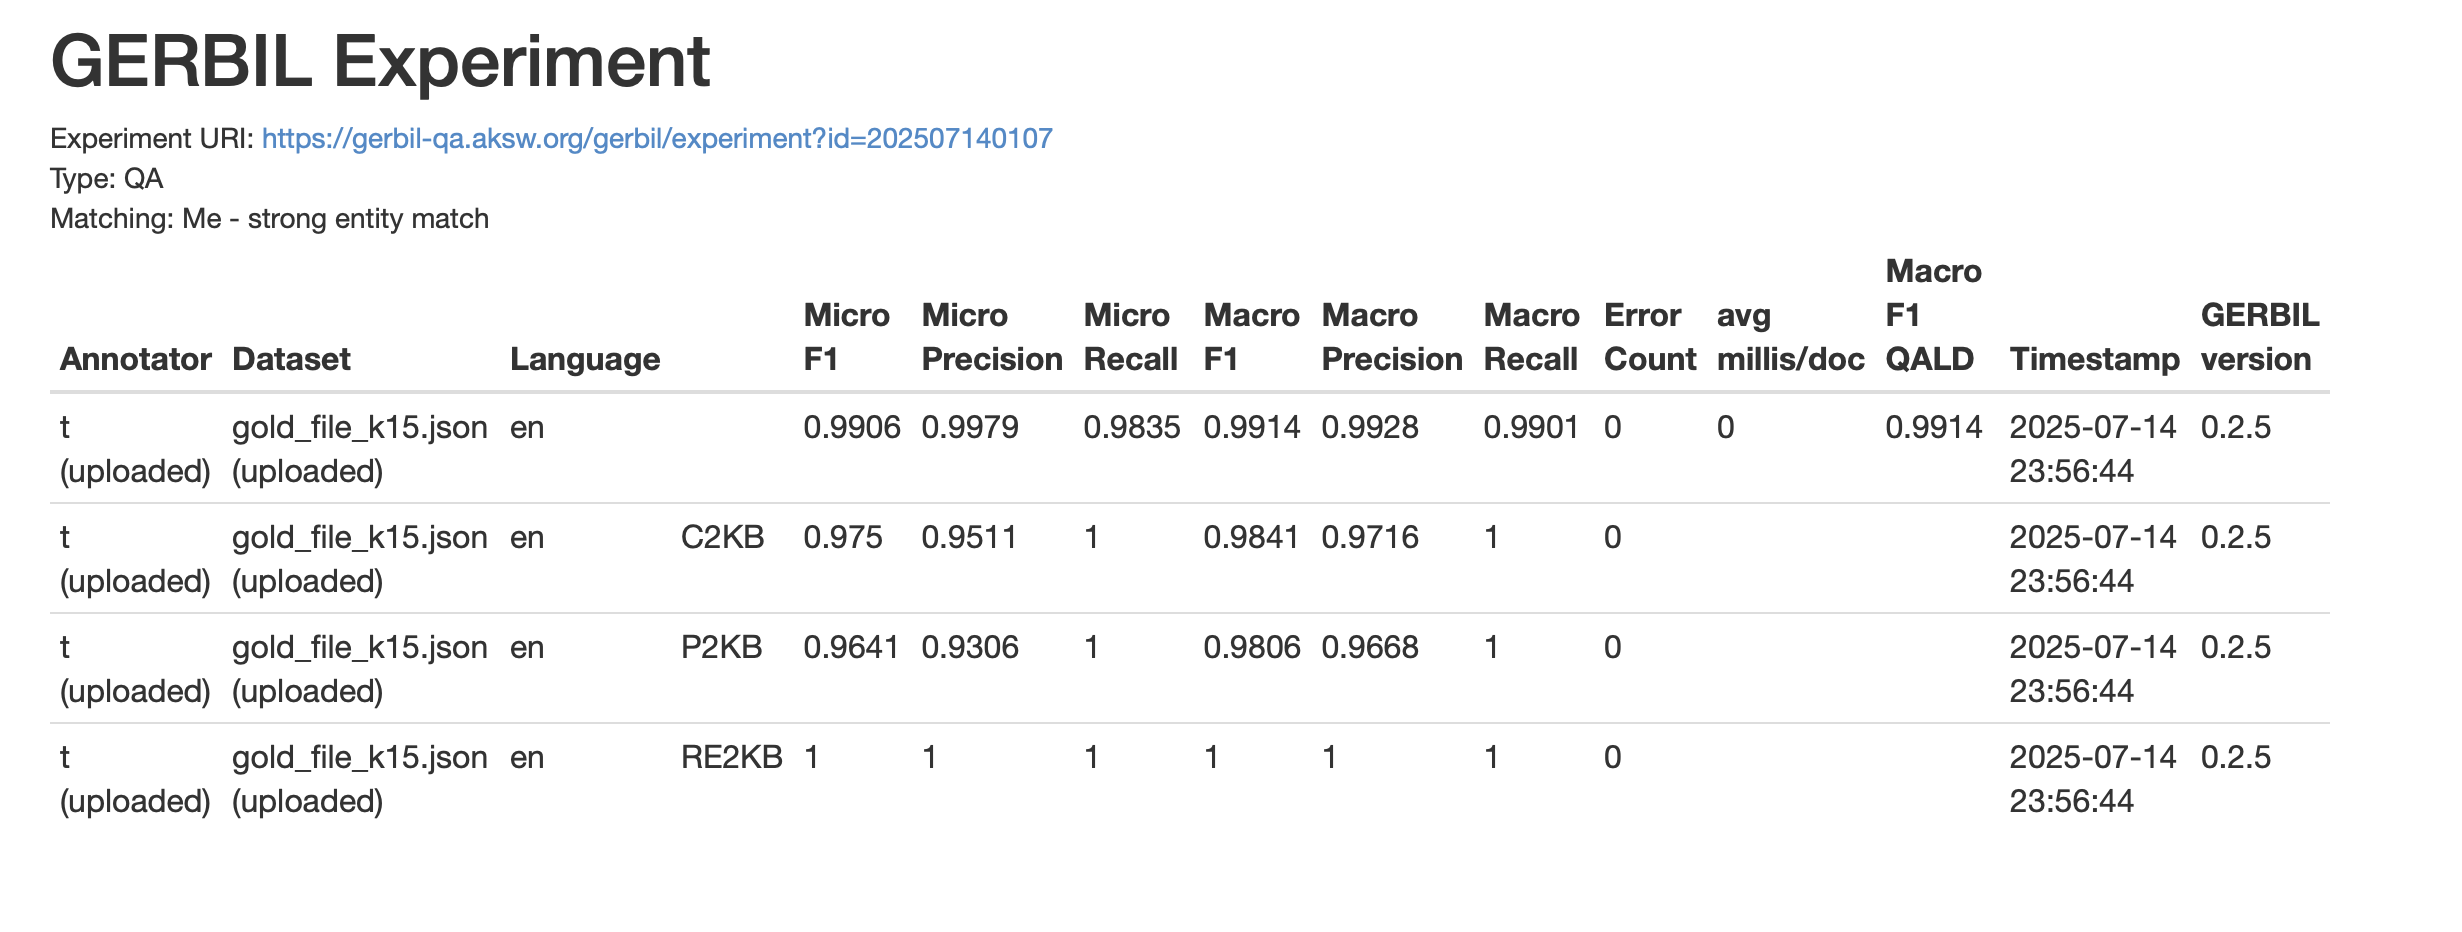 GERBIL Experiment
Experiment URI: https://gerbil-qa.aksw.org/gerbil/experiment?id=202507140107
Type: QA
Matching: Me - strong entity match
Annotator Dataset Language Micro F1 Micro Precision Micro Recall Macro F1 Macro Precision Macro Recall Error Count avg millis/doc Macro F1 QALD Timestamp GERBIL version
t (uploaded) gold_file_k15.json (uploaded) en 0.9906 0.9979 0.9835 0.9914 0.9928 0.9901 0 0 0.9914 2025-07-14 23:56:44 0.2.5
t (uploaded) gold_file_k15.json (uploaded) en C2KB 0.975 0.9511 1 0.9841 0.9716 1 0 2025-07-14 23:56:44 0.2.5
t (uploaded) gold_file_k15.json (uploaded) en P2KB 0.9641 0.9306 1 0.9806 0.9668 1 0 2025-07-14 23:56:44 0.2.5
t (uploaded) gold_file_k15.json (uploaded) en RE2KB 1 1 1 1 1 1 0 2025-07-14 23:56:44 0.2.5